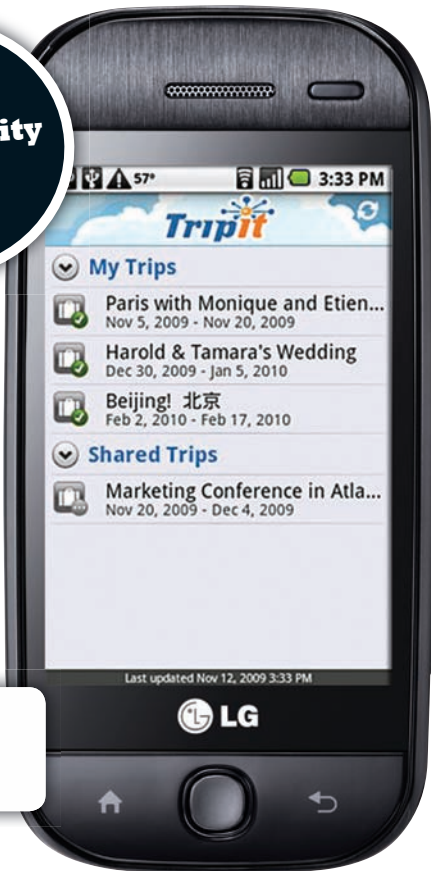 ity
57°
3:33 PM
Tripit
My Trips
Paris with Monique and Etien...
Nov 5, 2009 - Nov 20, 2009
Harold & Tamara's Wedding
Dec 30, 2009 - Jan 5, 2010
Beijing! 北京
Feb 2, 2010 - Feb 17, 2010
Shared Trips
Marketing Conference in Atla...
Nov 20, 2009 - Dec 4, 2009
Last updated Nov 12, 2009 3:33 PM
LG